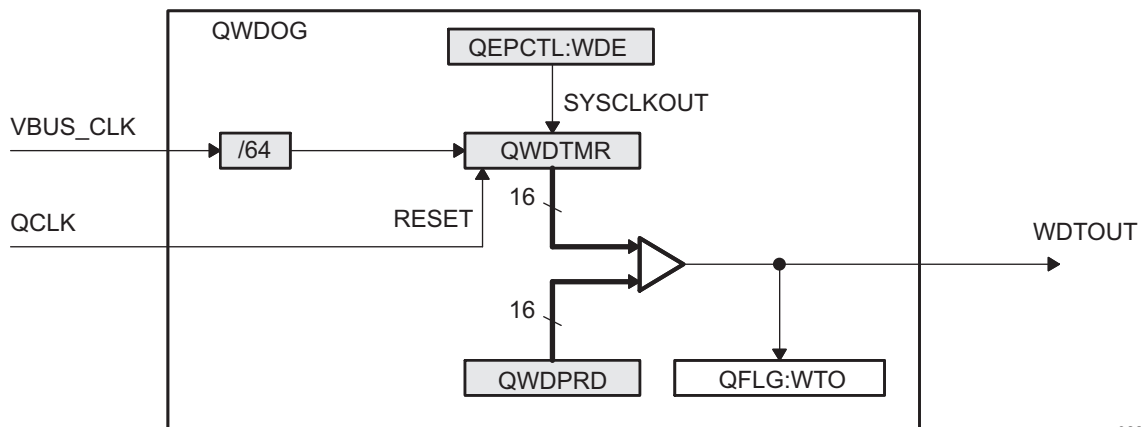 QWDOG
QEPCTL:WDE
SYSCLKOUT
VBUS_CLK
/64
QWDTMR
16
RESET
QCLK
WDTOUT
16
QWDPRD
QFLG:WTO